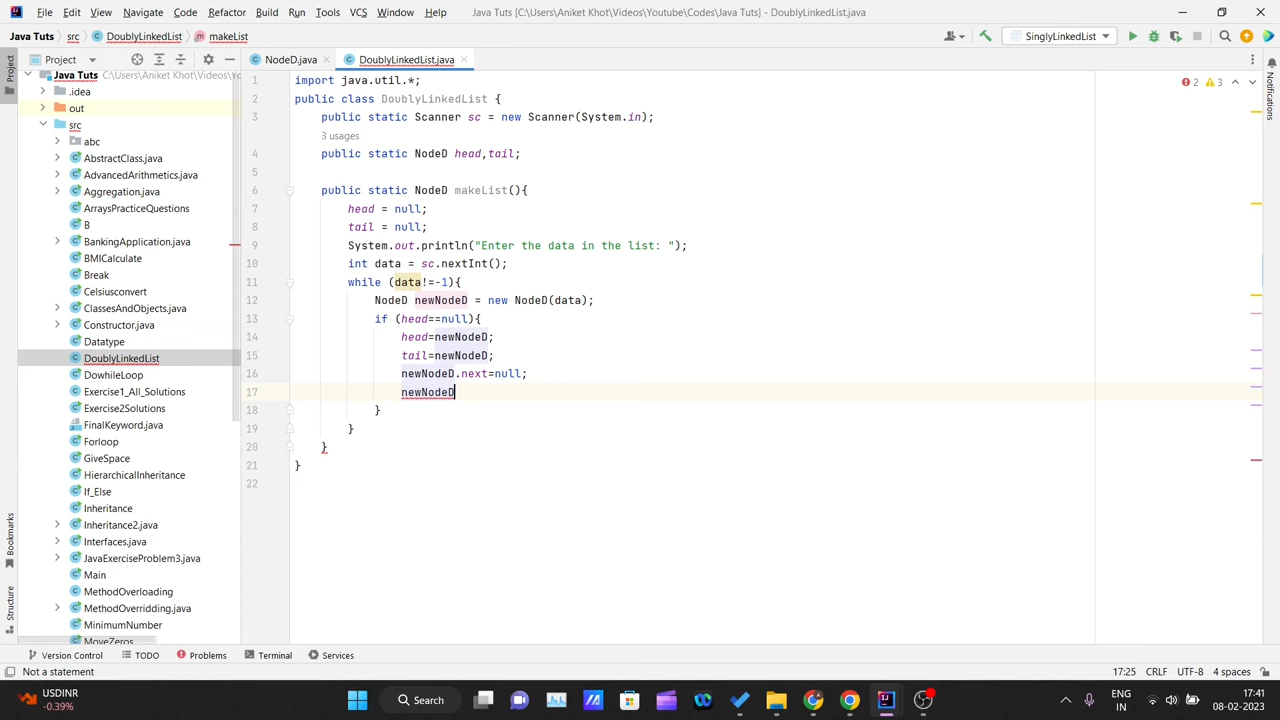 File Edit View Navigate Code Refactor Build Run Tools VCS Window Help Java Tuts [C:\Users\Aniket Khot\Videos\Youtube\Codes\Java Tuts] - DoublyLinkedList.java
Java Tuts src DoublyLinkedList makeList SinglyLinkedList
Project NodeD.java DoublyLinkedList.java
Project
Notifications
Bookmarks
Structure
Java Tuts C:\Users\Aniket Khot\Videos\Yo
.idea
out
src
abc
AbstractClass.java
AdvancedArithmetics.java
Aggregation.java
ArraysPracticeQuestions
B
BankingApplication.java
BMICalculate
Break
Celsiusconvert
ClassesAndObjects.java
Constructor.java
Datatype
DoublyLinkedList
DowhileLoop
Exercise1_All_Solutions
Exercise2Solutions
FinalKeyword.java
Forloop
GiveSpace
HierarchicalInheritance
If_Else
Inheritance
Inheritance2.java
Interfaces.java
JavaExerciseProblem3.java
Main
MethodOverloading
MethodOverridding.java
MinimumNumber
MoveZeros
2 3
1 import java.util.*;
2 public class DoublyLinkedList {
3 public static Scanner sc = new Scanner(System.in);
3 usages
4 public static NodeD head,tail;
5
6 public static NodeD makeList(){
7 head = null;
8 tail = null;
9 System.out.println("Enter the data in the list: ");
10 int data = sc.nextInt();
11 while (data!=-1){
12 NodeD newNodeD = new NodeD(data);
13 if (head==null){
14 head=newNodeD;
15 tail=newNodeD;
16 newNodeD.next=null;
17 newNodeD
18 }
19 }
20 }
21 }
22
Version Control TODO Problems Terminal Services
Not a statement 17:25 CRLF UTF-8 4 spaces
USDINR
-0.39%
Search
ENG
IN
17:41
08-02-2023